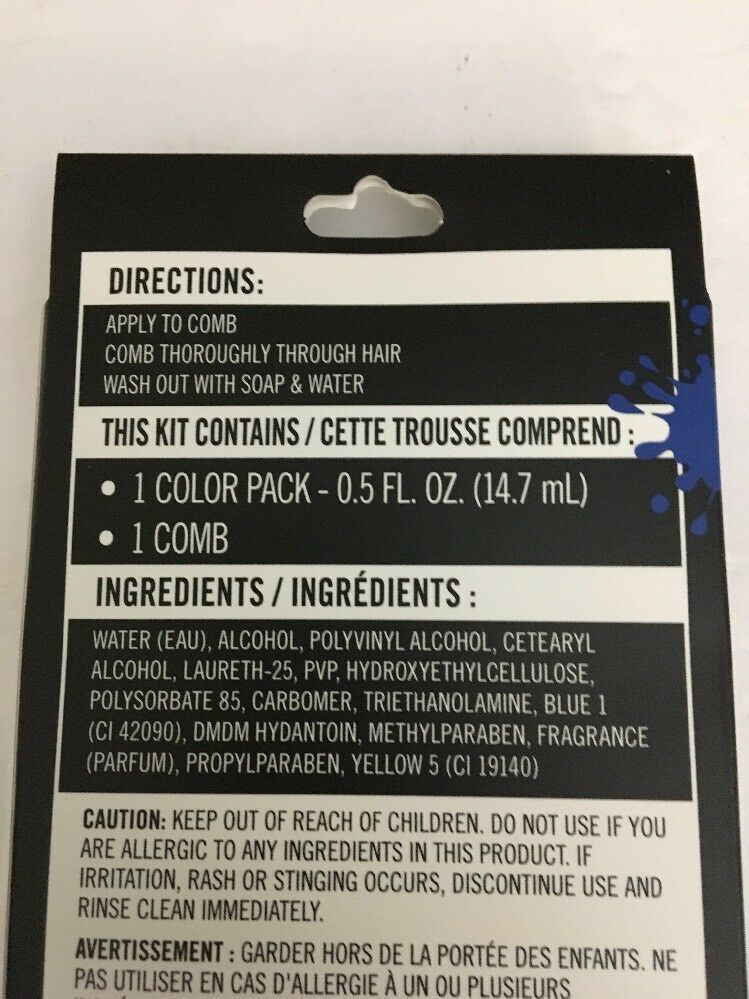 DIRECTIONS:
APPLY TO COMB
COMB THOROUGHLY THROUGH HAIR
WASH OUT WITH SOAP & WATER
THIS KIT CONTAINS / CETTE TROUSSE COMPREND :
• 1 COLOR PACK - 0.5 FL. OZ. (14.7 mL)
• 1 COMB
INGREDIENTS / INGRÉDIENTS :
WATER (EAU), ALCOHOL, POLYVINYL ALCOHOL, CETEARYL
ALCOHOL, LAURETH-25, PVP, HYDROXYETHYLCELLULOSE,
POLYSORBATE 85, CARBOMER, TRIETHANOLAMINE, BLUE 1
(CI 42090), DMDM HYDANTOIN, METHYLPARABEN, FRAGRANCE
(PARFUM), PROPYLPARABEN, YELLOW 5 (CI 19140)
CAUTION: KEEP OUT OF REACH OF CHILDREN. DO NOT USE IF YOU
ARE ALLERGIC TO ANY INGREDIENTS IN THIS PRODUCT. IF
IRRITATION, RASH OR STINGING OCCURS, DISCONTINUE USE AND
RINSE CLEAN IMMEDIATELY.
AVERTISSEMENT : GARDER HORS DE LA PORTÉE DES ENFANTS. NE
PAS UTILISER EN CAS D'ALLERGIE À UN OU PLUSIEURS